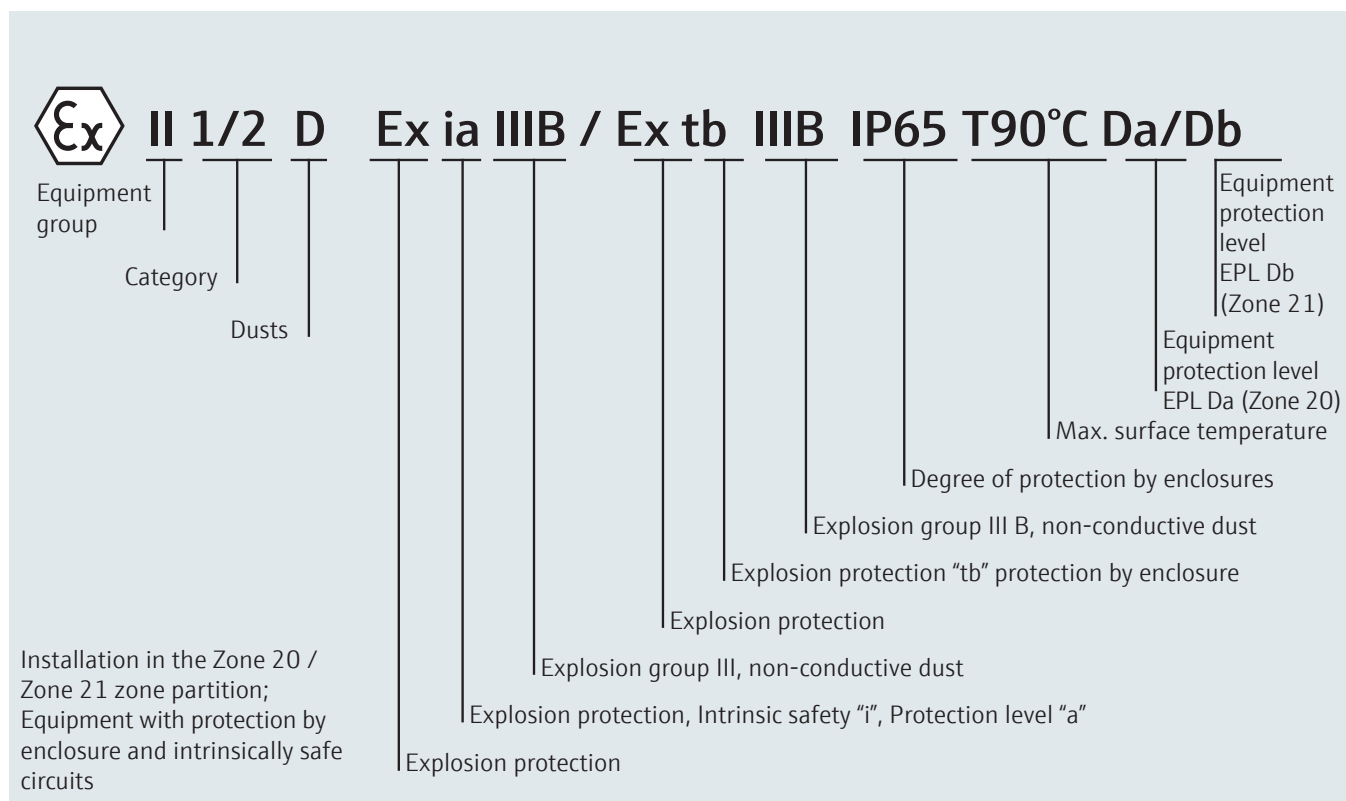 Ex II 1/2 D Ex ia IIIB / Ex tb IIIB IP65 T90°C Da/Db
Equipment
group
Category
Dusts
Equipment
protection
level
EPL Db
(Zone 21)
Equipment
protection level
EPL Da (Zone 20)
Max. surface temperature
Degree of protection by enclosures
Explosion group III B, non-conductive dust
Explosion protection “tb” protection by enclosure
Explosion protection
Explosion group III, non-conductive dust
Explosion protection, Intrinsic safety “i”, Protection level “a”
Explosion protection
Installation in the Zone 20 /
Zone 21 zone partition;
Equipment with protection by
enclosure and intrinsically safe
circuits